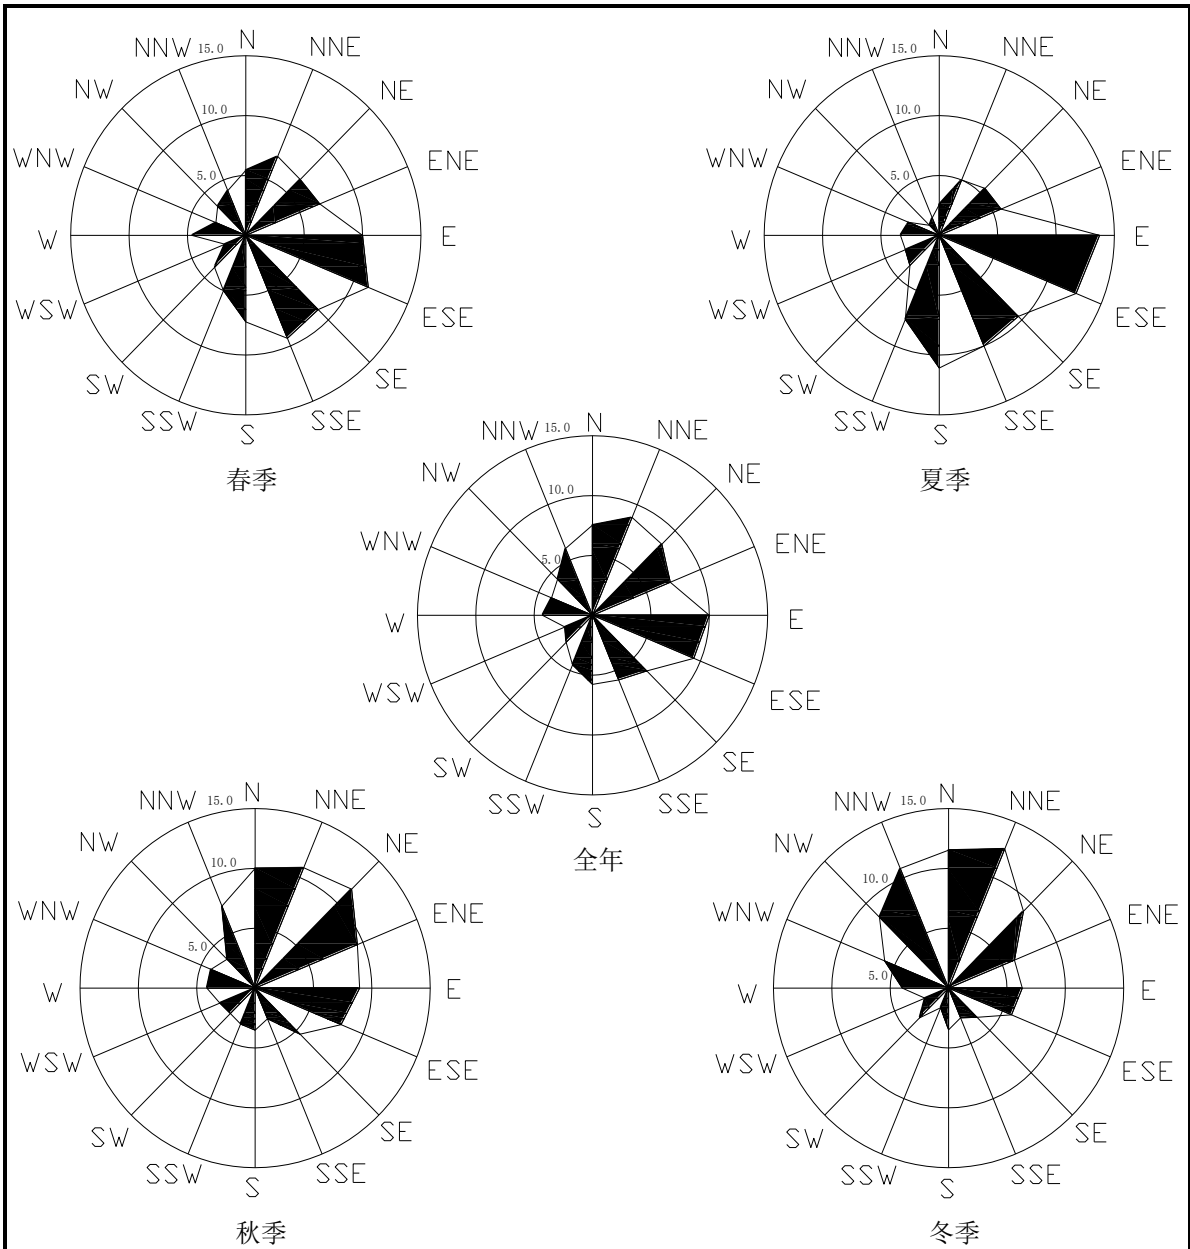 N
NNW 15.0 NNE
NW NE
10.0
WNW ENE
5.0
W E
WSW ESE
SW SE
SSW SSE
S
春季
N
NNW 15.0 NNE
NW NE
10.0
WNW ENE
5.0
W E
WSW ESE
SW SE
SSW SSE
S
夏季
N
NNW 15.0 NNE
NW NE
10.0
WNW ENE
5.0
W E
WSW ESE
SW SE
SSW SSE
S
全年
N
NNW 15.0 NNE
NW NE
10.0
WNW ENE
5.0
W E
WSW ESE
SW SE
SSW SSE
S
秋季
N
NNW 15.0 NNE
NW NE
10.0
WNW ENE
5.0
W E
WSW ESE
SW SE
SSW SSE
S
冬季